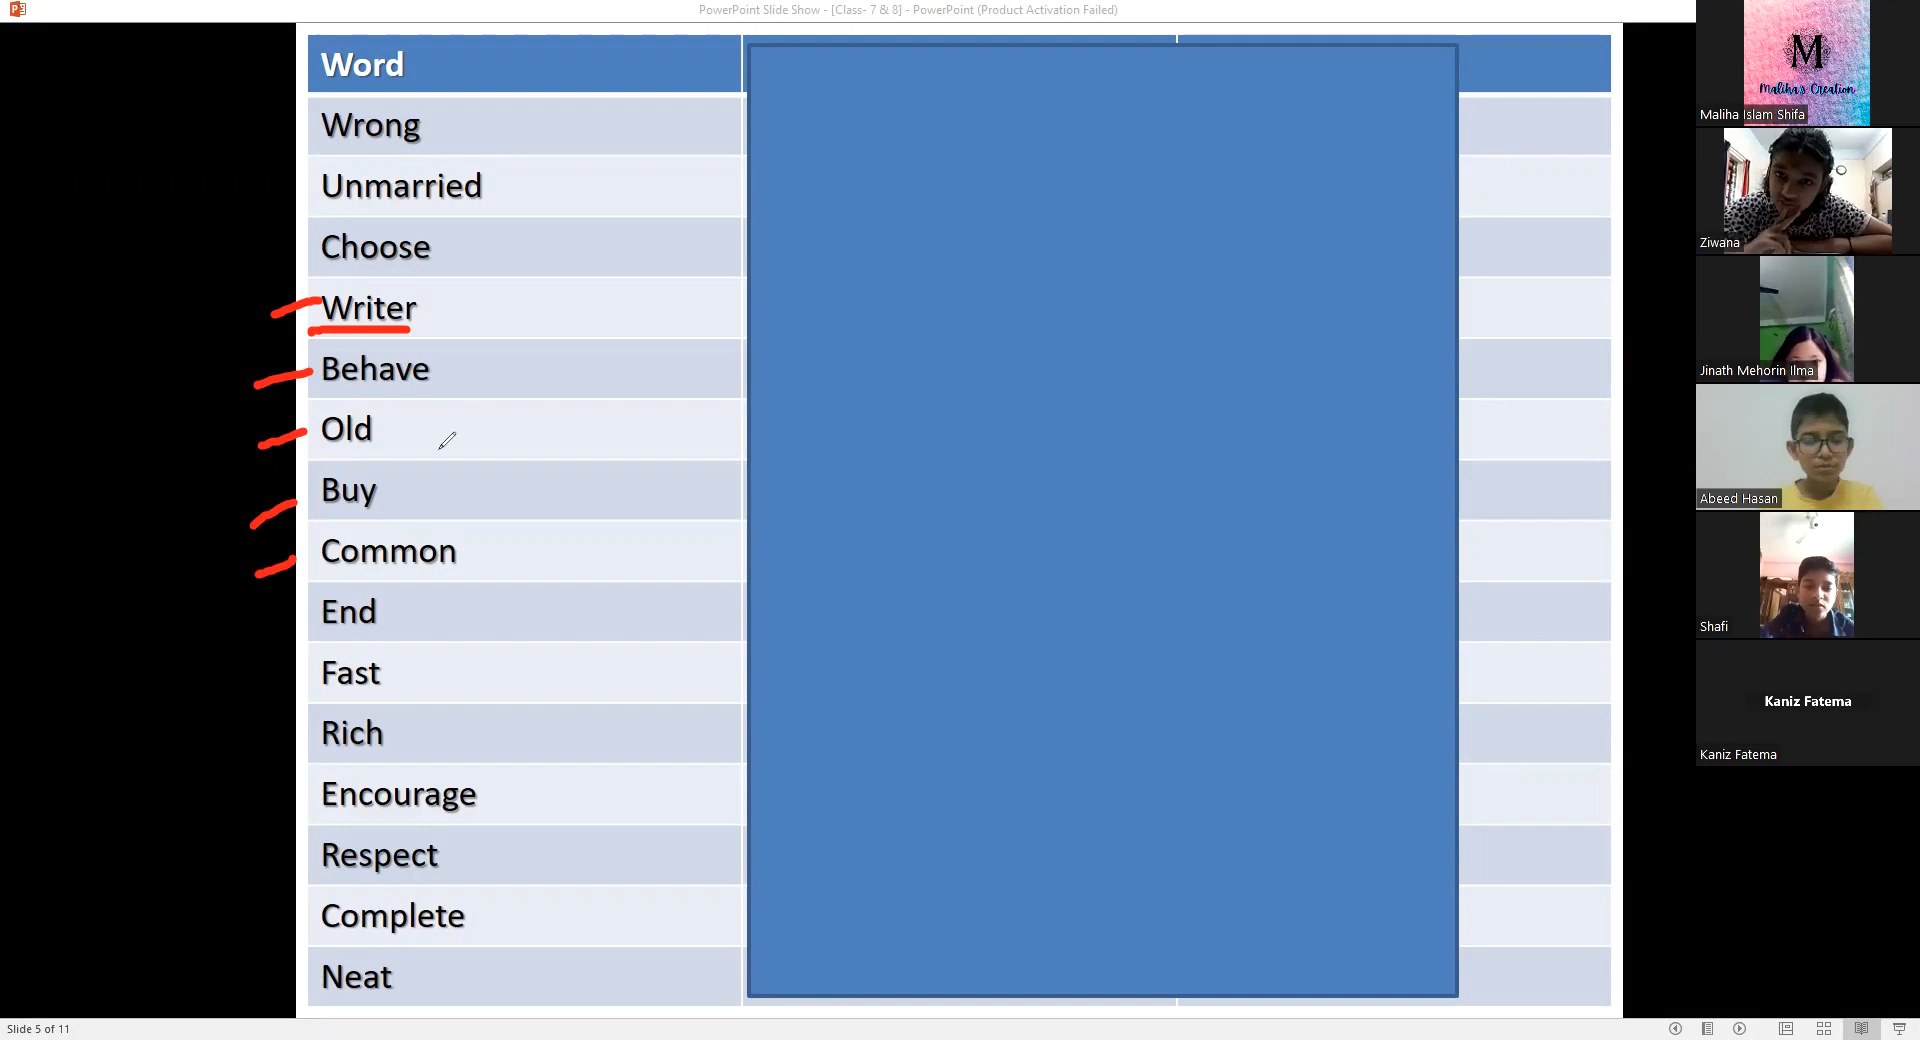 PowerPoint Slide Show - [Class- 7 & 8] - PowerPoint (Product Activation Failed)
Word
Wrong
Unmarried
Choose
Writer
Behave
Old
Buy
Common
End
Fast
Rich
Encourage
Respect
Complete
Neat
M
Maliha's Creation
Maliha Islam Shifa
Ziwana
Jinath Mehorin Ilma
Abeed Hasan
Shafi
Kaniz Fatema
Kaniz Fatema
Slide 5 of 11